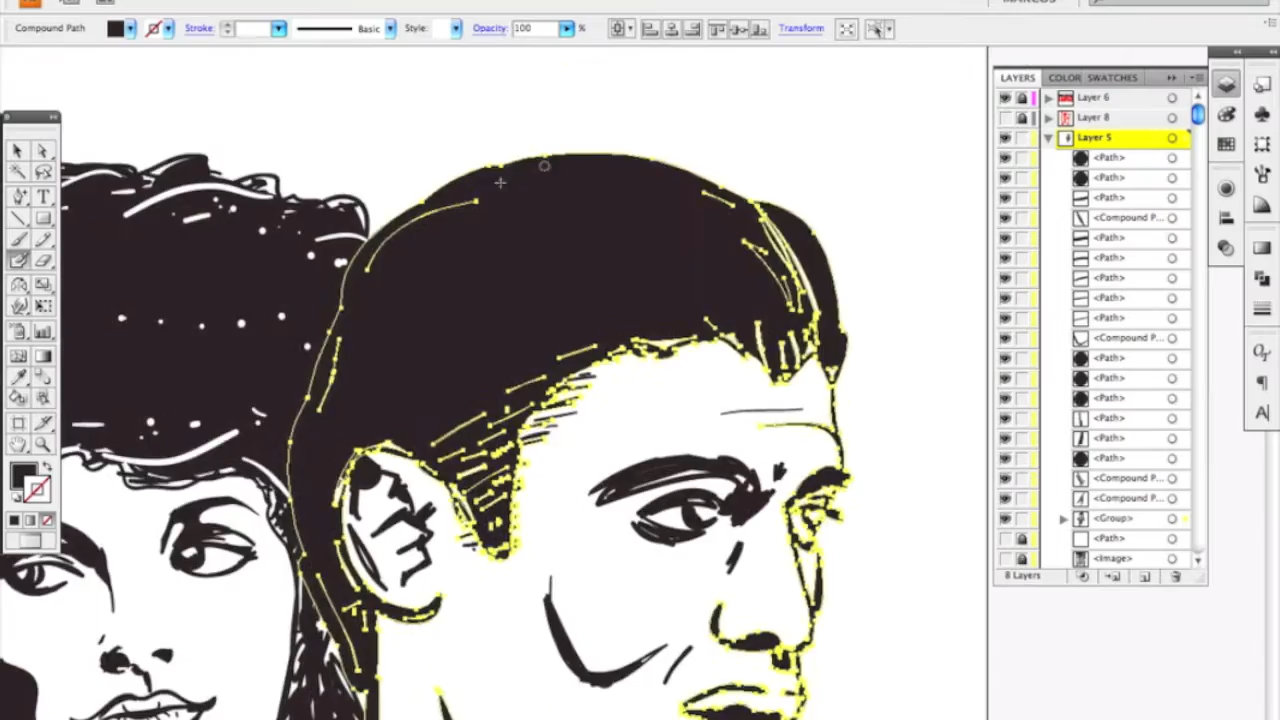 MARCOS
Compound Path Stroke: Basic Style: Opacity: 100 % Transform
LAYERS COLOR SWATCHES
Layer 6
Layer 8
Layer 5
<Path>
<Path>
<Path>
<Compound P...
<Path>
<Path>
<Path>
<Path>
<Path>
<Compound P...
<Path>
<Path>
<Path>
<Path>
<Path>
<Path>
<Compound P...
<Compound P...
<Group>
<Path>
<Image>
8 Layers